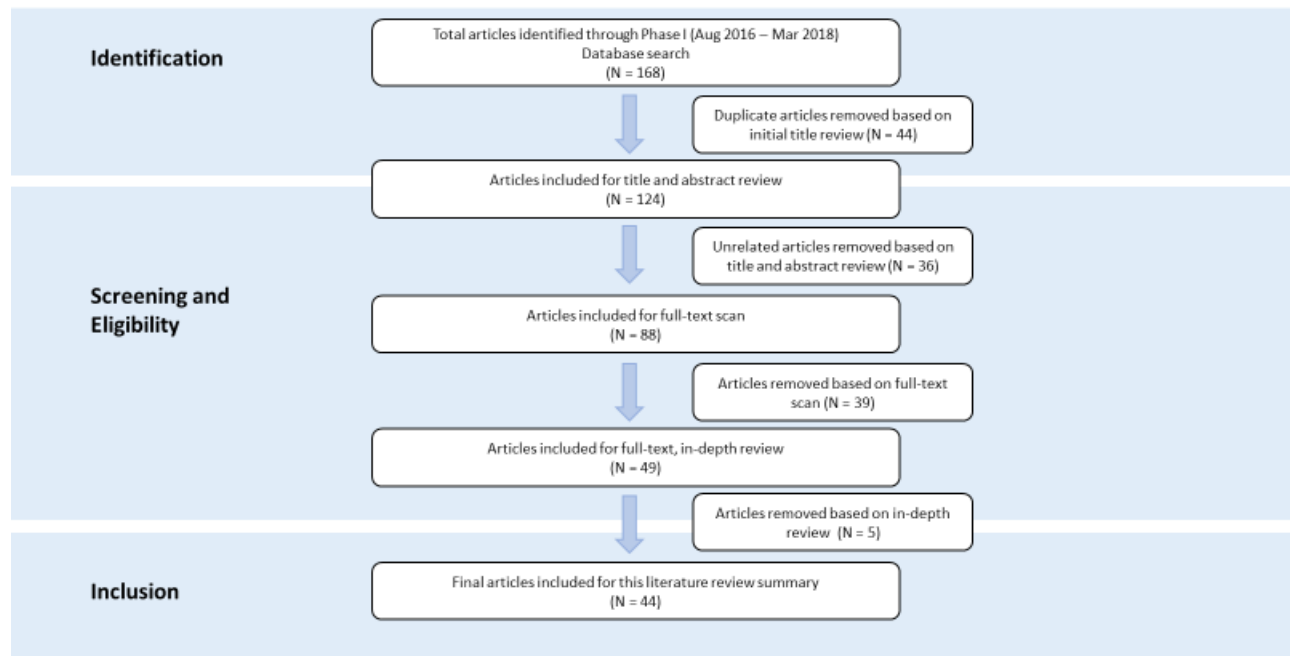 Identification
Total articles identified through Phase I (Aug 2016 – Mar 2018)
Database search
(N = 168)
Duplicate articles removed based on
initial title review (N = 44)
Articles included for title and abstract review
(N = 124)
Unrelated articles removed based on
title and abstract review (N = 36)
Screening and
Eligibility
Articles included for full-text scan
(N = 88)
Articles removed based on full-text
scan (N = 39)
Articles included for full-text, in-depth review
(N = 49)
Articles removed based on in-depth
review (N = 5)
Inclusion
Final articles included for this literature review summary
(N = 44)